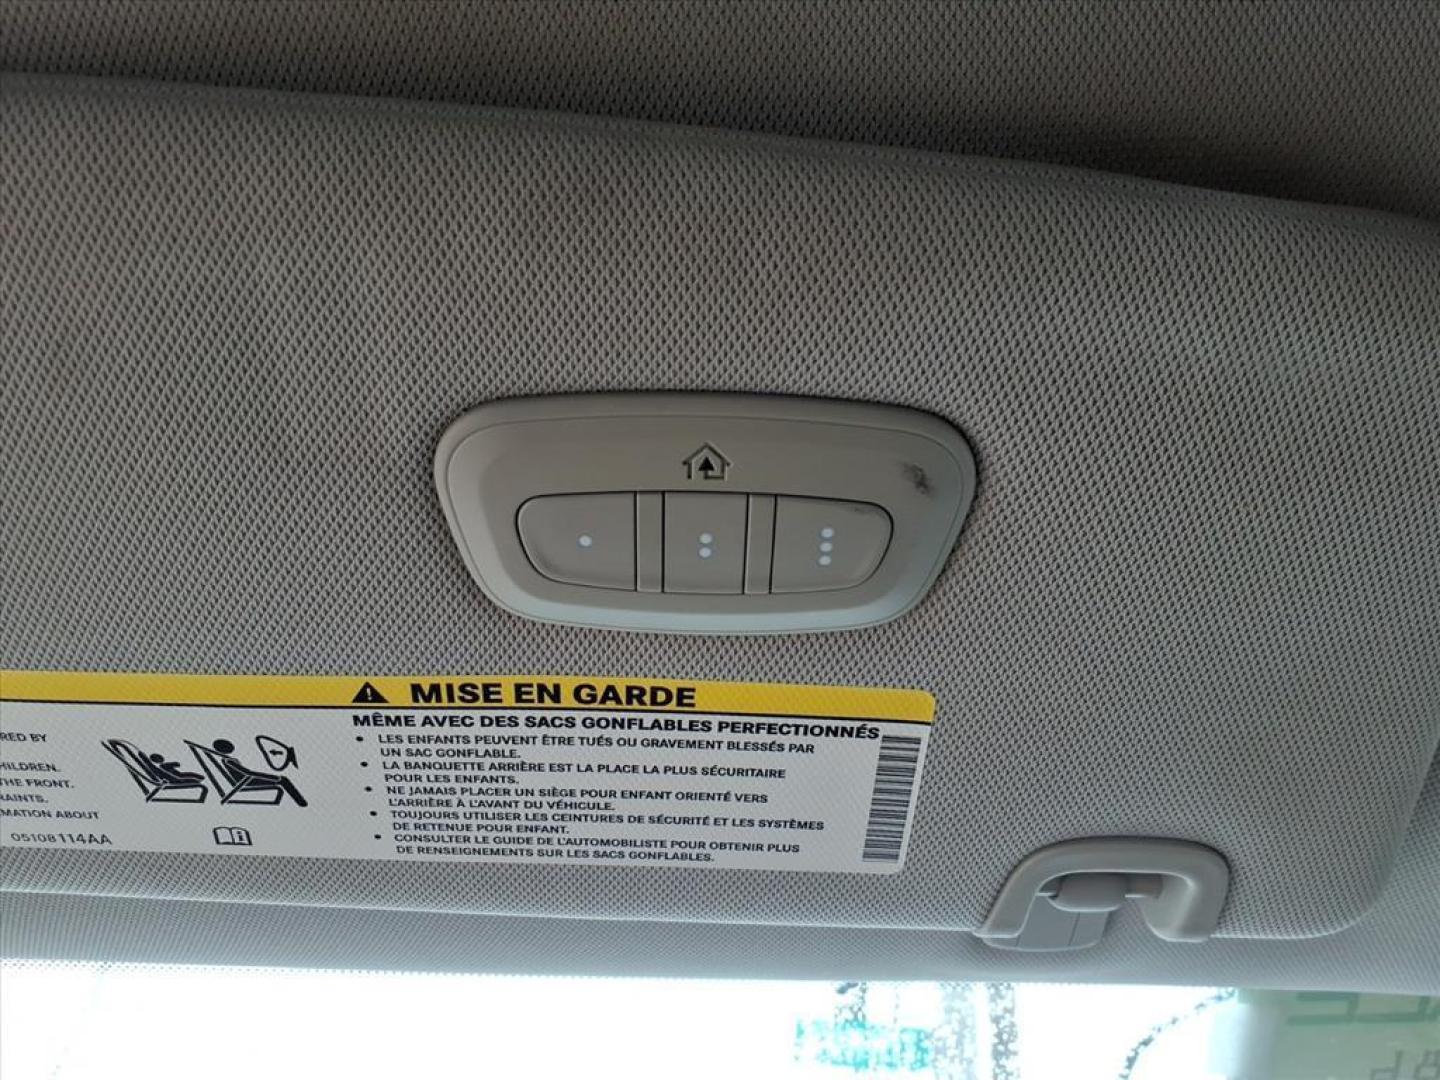 MISE EN GARDE
MÊME AVEC DES SACS GONFLABLES PERFECTIONNÉS
• LES ENFANTS PEUVENT ÊTRE TUÉS OU GRAVEMENT BLESSÉS PAR
UN SAC GONFLABLE.
• LA BANQUETTE ARRIÈRE EST LA PLACE LA PLUS SÉCURITAIRE
POUR LES ENFANTS.
• NE JAMAIS PLACER UN SIÈGE POUR ENFANT ORIENTÉ VERS
L'ARRIÈRE À L'AVANT DU VÉHICULE.
• TOUJOURS UTILISER LES CEINTURES DE SÉCURITÉ ET LES SYSTÈMES
DE RETENUE POUR ENFANT.
• CONSULTER LE GUIDE DE L'AUTOMOBILISTE POUR OBTENIR PLUS
DE RENSEIGNEMENTS SUR LES SACS GONFLABLES.
BY
THE FRONT.
ABOUT
05108114AA